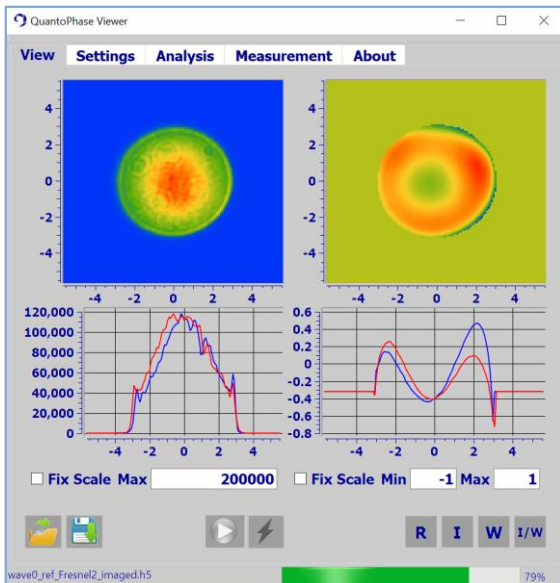 QuantoPhase Viewer
View Settings Analysis Measurement About
4
2
0
-2
-4
-4 -2 0 2 4
4
2
0
-2
-4
-4 -2 0 2 4
120,000
100,000
80,000
60,000
40,000
20,000
0
-4 -2 0 2 4
0.6
0.4
0.2
0
-0.2
-0.4
-0.6
-0.8
-4 -2 0 2 4
Fix Scale Max 200000
Fix Scale Min -1 Max 1
R I W I/W
wave0_ref_Fresnel2_imaged.h5 79%